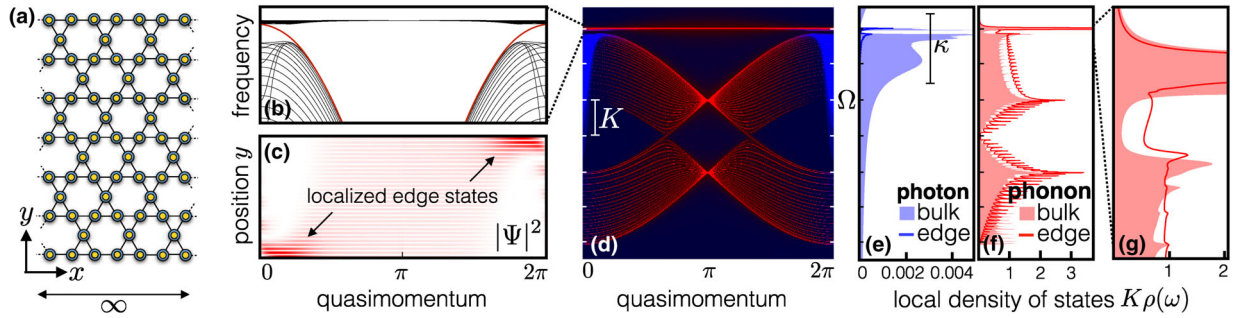 (a)
y
x
∞
frequency
(b)
position y
(c)
localized edge states
|Ψ|²
0
π
2π
quasimomentum
K
(d)
0
π
2π
quasimomentum
κ
Ω
photon
bulk
edge
(e)
0
0.002
0.004
phonon
bulk
edge
(f)
1
2
3
(g)
1
2
local density of states Kρ(ω)